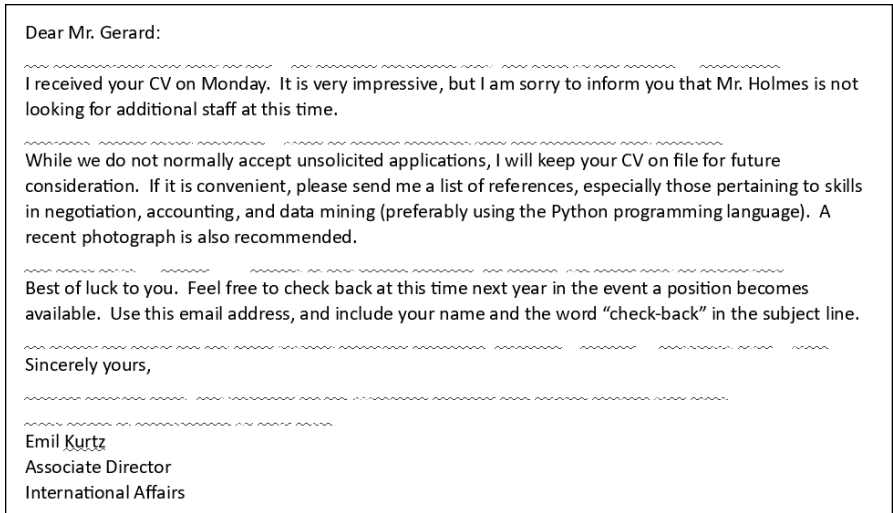 Dear Mr. Gerard:
I received your CV on Monday.  It is very impressive, but I am sorry to inform you that Mr. Holmes is not
looking for additional staff at this time.
While we do not normally accept unsolicited applications, I will keep your CV on file for future
consideration.  If it is convenient, please send me a list of references, especially those pertaining to skills
in negotiation, accounting, and data mining (preferably using the Python programming language).  A
recent photograph is also recommended.
Best of luck to you.  Feel free to check back at this time next year in the event a position becomes
available.  Use this email address, and include your name and the word “check-back” in the subject line.
Sincerely yours,
Emil Kurtz
Associate Director
International Affairs